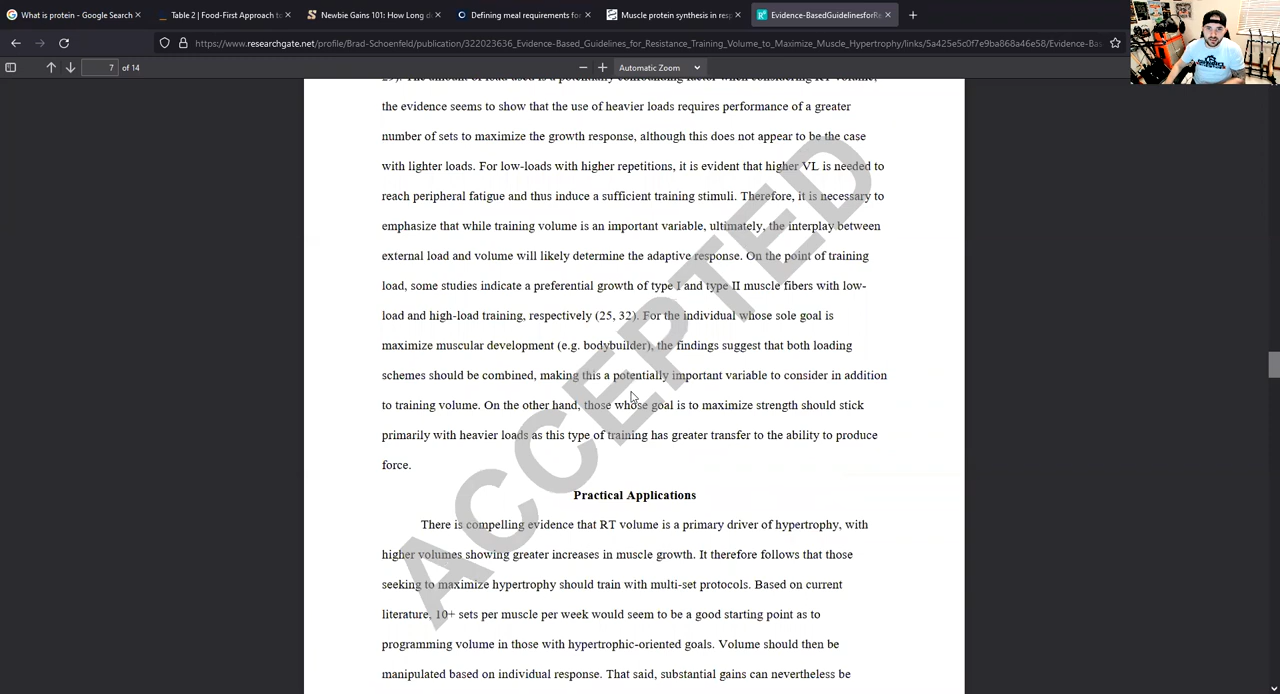 What is protein - Google Search
Table 2 | Food-First Approach to
Newbie Gains 101: How Long d
Defining meal requirements for
Muscle protein synthesis in resp
Evidence-BasedGuidelinesforRe
https://www.researchgate.net/profile/Brad-Schoenfeld/publication
7 of 14
Automatic Zoom
the evidence seems to show that the use of heavier loads requires performance of a greater
number of sets to maximize the growth response, although this does not appear to be the case
with lighter loads. For low-loads with higher repetitions, it is evident that higher VL is needed to
reach peripheral fatigue and thus induce a sufficient training stimuli. Therefore, it is necessary to
emphasize that while training volume is an important variable, ultimately, the interplay between
external load and volume will likely determine the adaptive response. On the point of training
load, some studies indicate a preferential growth of type I and type II muscle fibers with low-
load and high-load training, respectively (25, 32). For the individual whose sole goal is
maximize muscular development (e.g. bodybuilder), the findings suggest that both loading
schemes should be combined, making this a potentially important variable to consider in addition
to training volume. On the other hand, those whose goal is to maximize strength should stick
primarily with heavier loads as this type of training has greater transfer to the ability to produce
force.
ACCEPTED
Practical Applications
There is compelling evidence that RT volume is a primary driver of hypertrophy, with
higher volumes showing greater increases in muscle growth. It therefore follows that those
seeking to maximize hypertrophy should train with multi-set protocols. Based on current
literature, 10+ sets per muscle per week would seem to be a good starting point as to
programming volume in those with hypertrophic-oriented goals. Volume should then be
manipulated based on individual response. That said, substantial gains can nevertheless be